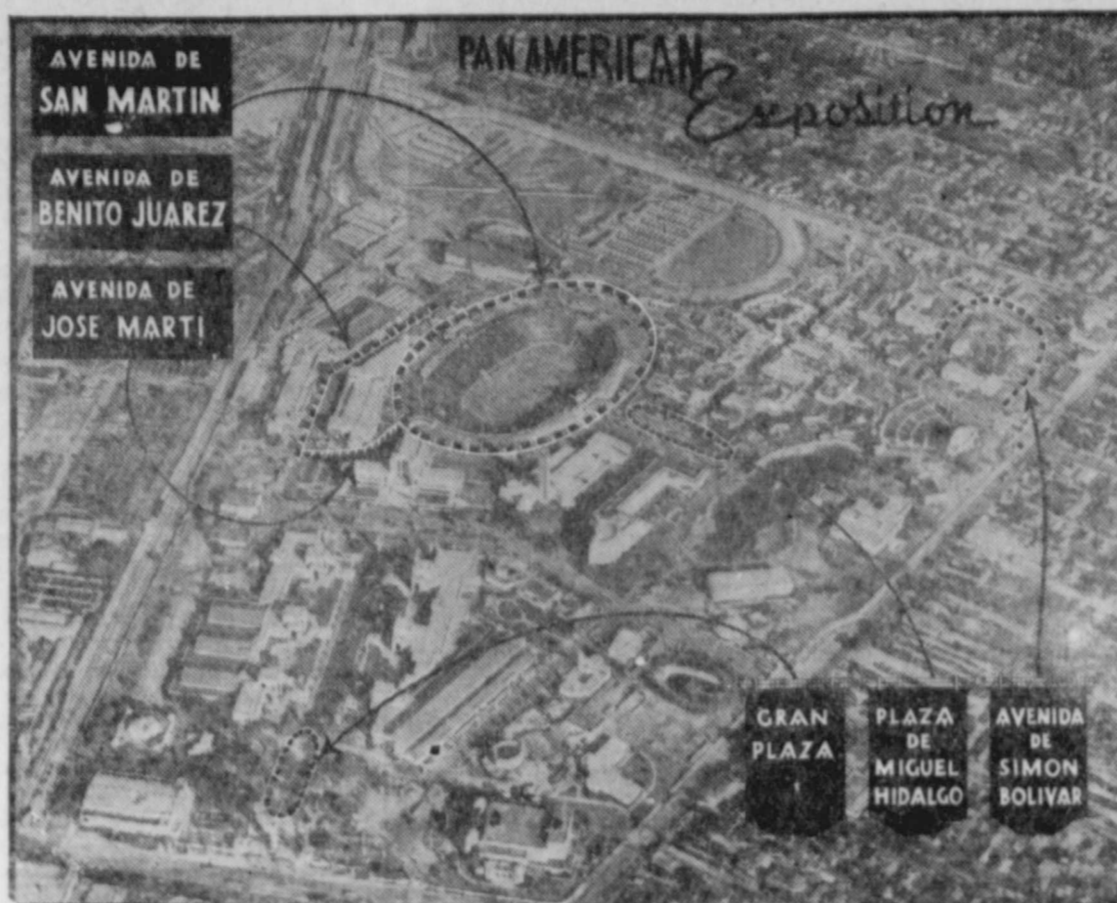 PAN AMERICAN
Exposition
AVENIDA DE
SAN MARTIN
AVENIDA DE
BENITO JUAREZ
AVENIDA DE
JOSE MARTI
GRAN
PLAZA
PLAZA
DE
MIGUEL
HIDALGO
AVENIDA
DE
SIMON
BOLIVAR